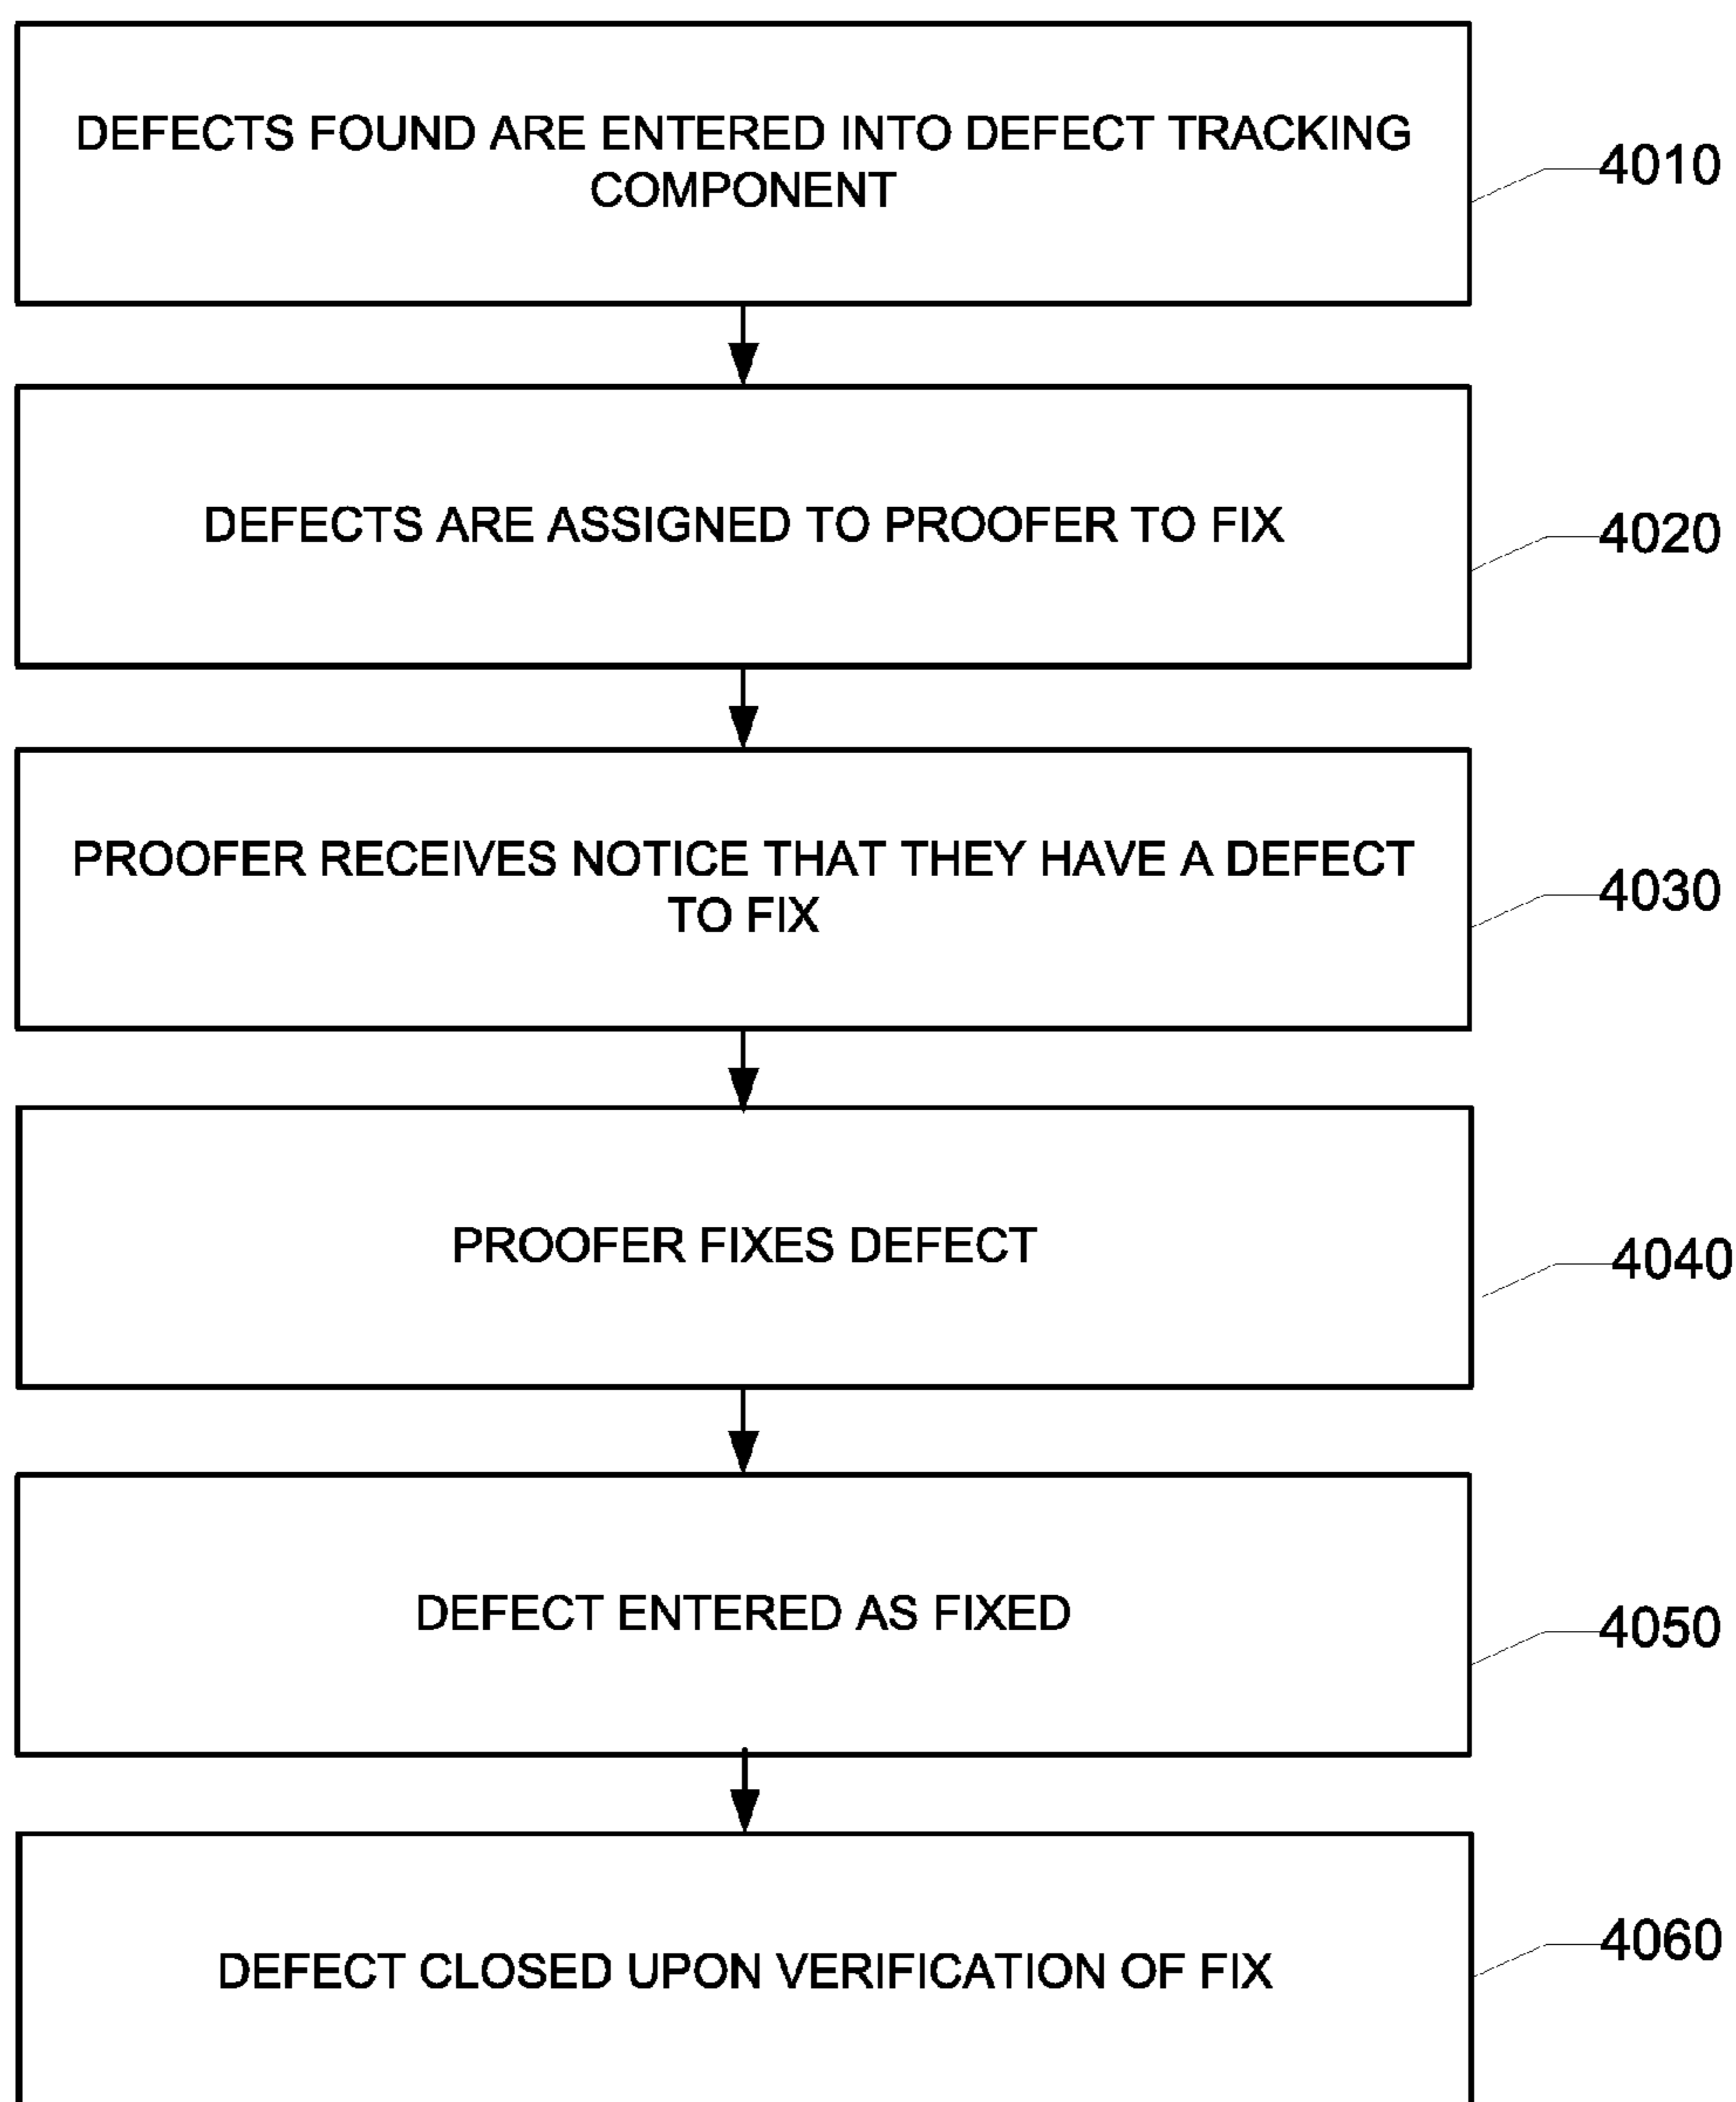 DEFECTS FOUND ARE ENTERED INTO DEFECT TRACKING
COMPONENT
4010
DEFECTS ARE ASSIGNED TO PROOFER TO FIX
4020
PROOFER RECEIVES NOTICE THAT THEY HAVE A DEFECT
TO FIX
4030
PROOFER FIXES DEFECT
4040
DEFECT ENTERED AS FIXED
4050
DEFECT CLOSED UPON VERIFICATION OF FIX
4060